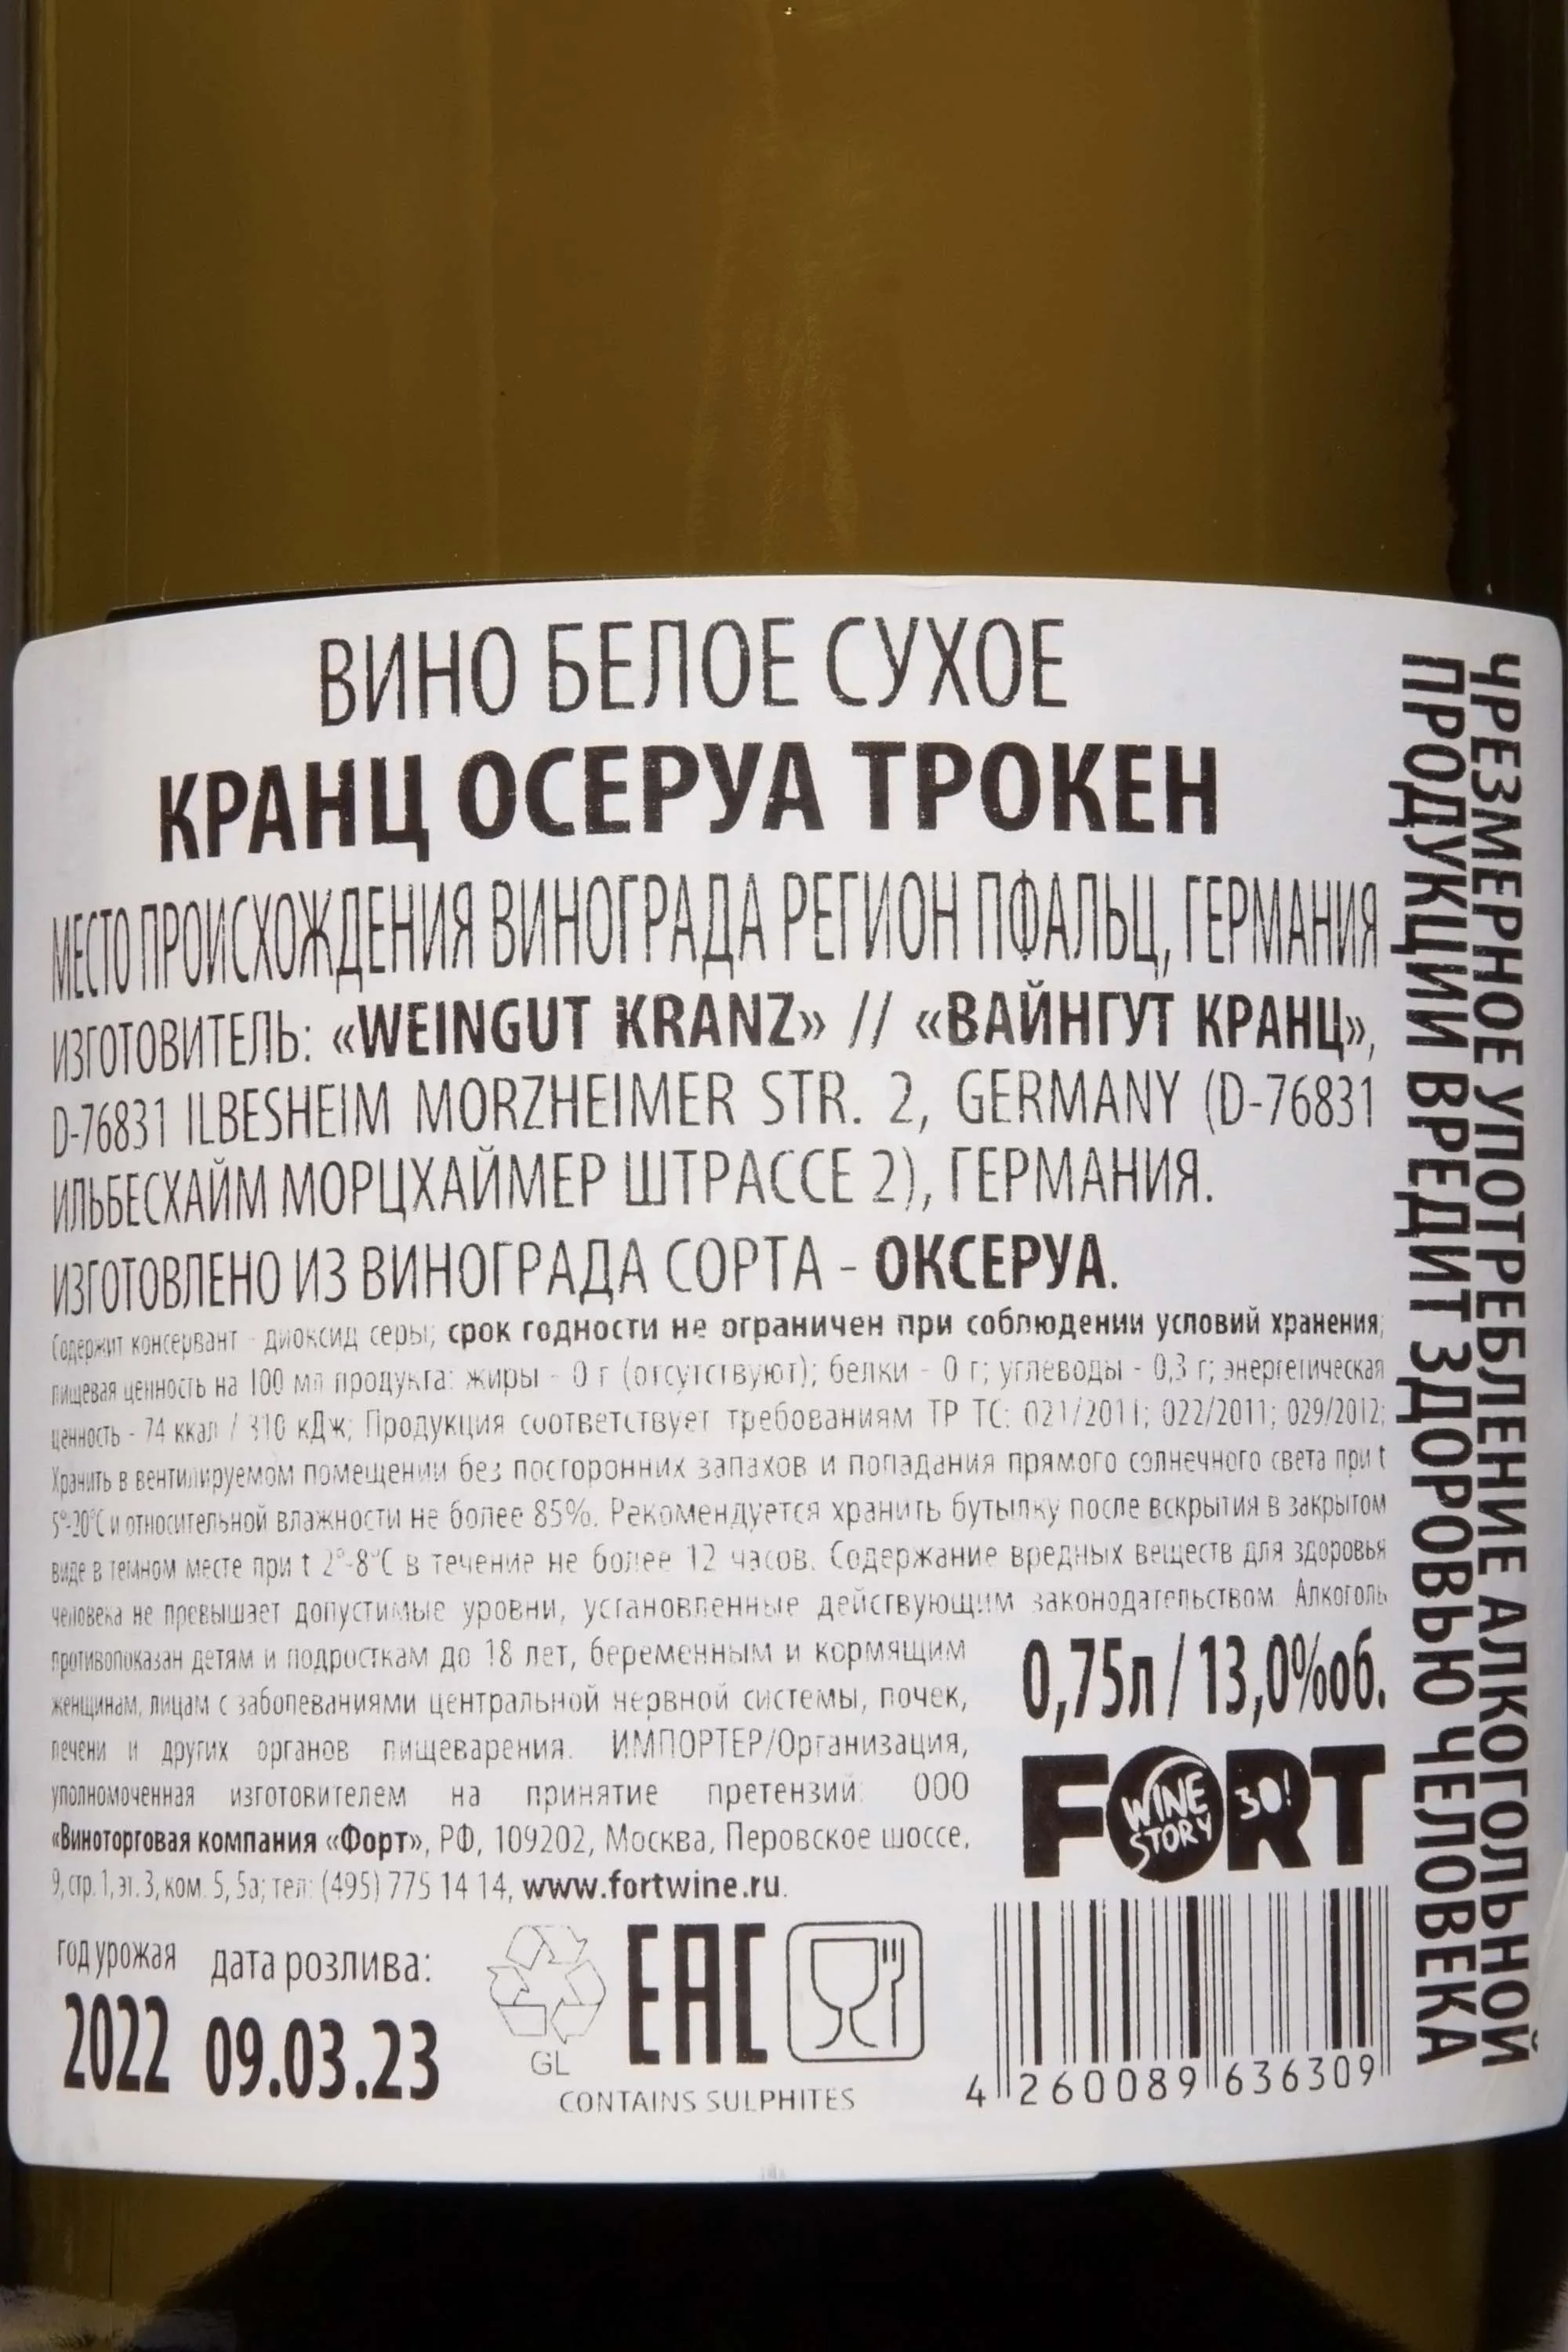 ВИНО БЕЛОЕ СУХОЕ
КРАНЦ ОСЕРУА ТРОКЕН
МЕСТО ПРОИСХОЖДЕНИЯ ВИНОГРАДА РЕГИОН ПФАЛЬЦ, ГЕРМАНИЯ
ИЗГОТОВИТЕЛЬ: «WEINGUT KRANZ» // «ВАЙНГУТ КРАНЦ»,
D-76831 ILBESHEIM MORZHEIMER STR. 2, GERMANY (D-76831
ИЛЬБЕСХАЙМ МОРЦХАЙМЕР ШТРАССЕ 2), ГЕРМАНИЯ.
ИЗГОТОВЛЕНО ИЗ ВИНОГРАДА СОРТА - ОКСЕРУА.
Содержит консервант - диоксид серы; срок годности не ограничен при соблюдении условий хранения;
пищевая ценность на 100 мл продукта: жиры - 0 г (отсутствуют); белки - 0 г; углеводы - 0,3 г; энергетическая
ценность - 74 ккал / 310 кДж; Продукция соответствует требованиям ТР ТС: 021/2011; 022/2011; 029/2012;
Хранить в вентилируемом помещении без посторонних запахов и попадания прямого солнечного света при t
5°-20°C и относительной влажности не более 85%. Рекомендуется хранить бутылку после вскрытия в закрытом
виде в темном месте при t 2°-8°C в течение не более 12 часов. Содержание вредных веществ для здоровья
человека не превышает допустимые уровни, установленные действующим законодательством. Алкоголь
противопоказан детям и подросткам до 18 лет, беременным и кормящим
женщинам, лицам с заболеваниями центральной нервной системы, почек,
печени и других органов пищеварения. ИМПОРТЕР/Организация,
уполномоченная изготовителем на принятие претензий: ООО
«Виноторговая компания «Форт», РФ, 109202, Москва, Перовское шоссе,
9, стр. 1, эт. 3, ком. 5, 5а; тел: (495) 775 14 14, www.fortwine.ru.
0,75л / 13,0%об.
FORT
WINE STORY 30!
год урожая дата розлива:
2022 09.03.23
GL
EAC
CONTAINS SULPHITES
4 260089 636309
ЧРЕЗМЕРНОЕ УПОТРЕБЛЕНИЕ АЛКОГОЛЬНОЙ
ПРОДУКЦИИ ВРЕДИТ ЗДОРОВЬЮ ЧЕЛОВЕКА